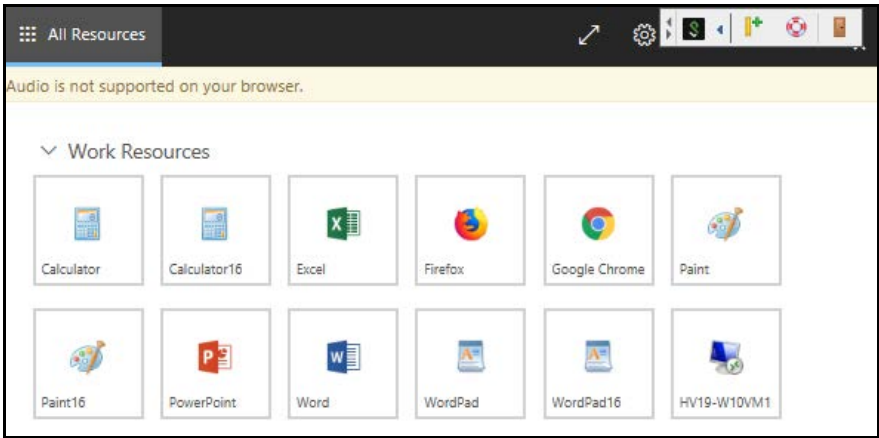 All Resources
Audio is not supported on your browser.
Work Resources
Calculator
Calculator16
Excel
Firefox
Google Chrome
Paint
Paint16
PowerPoint
Word
WordPad
WordPad16
HV19-W10VM1